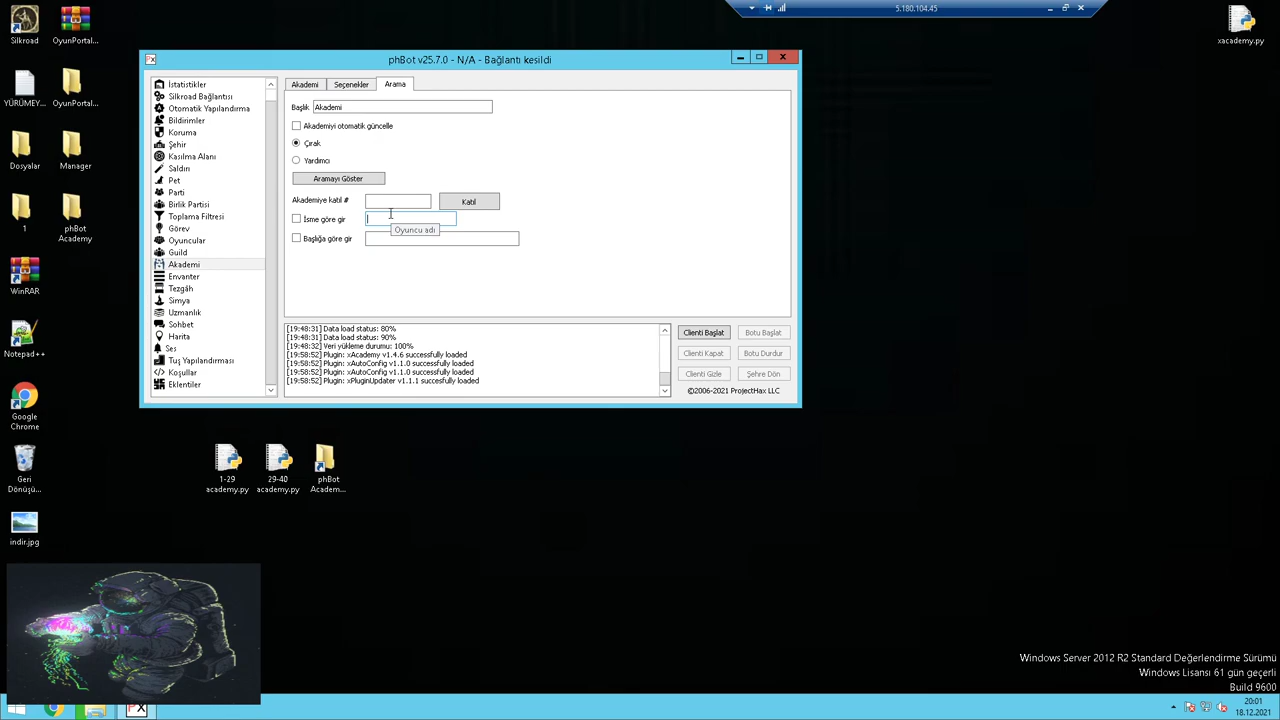 5.180.104.45
Silkroad
OyunPortal...
xacademy.py
YÜRÜMEY...
OyunPortal...
Dosyalar
Manager
1
phBot
Academy
WinRAR
Notepad++
Google
Chrome
Geri
Dönüşü...
indir.jpg
phBot v25.7.0 - N/A - Bağlantı kesildi
İstatistikler
Silkroad Bağlantısı
Otomatik Yapılandırma
Bildirimler
Koruma
Şehir
Kasılma Alanı
Saldırı
Pet
Parti
Birlik Partisi
Toplama Filtresi
Görev
Oyuncular
Guild
Akademi
Envanter
Tezgâh
Simya
Uzmanlık
Sohbet
Harita
Ses
Tuş Yapılandırması
Koşullar
Eklentiler
Akademi Seçenekler Arama
Başlık Akademi
Akademiyi otomatik güncelle
Çırak
Yardımcı
Aramayı Göster
Akademiye katıl # Katıl
İsme göre gir
Oyuncu adı
Başlığa göre gir
[19:48:31] Data load status: 80%
[19:48:31] Data load status: 90%
[19:48:32] Veri yükleme durumu: 100%
[19:58:52] Plugin: xAcademy v1.4.6 successfully loaded
[19:58:52] Plugin: xAutoConfig v1.1.0 successfully loaded
[19:58:52] Plugin: xAutoConfig v1.1.0 successfully loaded
[19:58:52] Plugin: xPluginUpdater v1.1.1 successfully loaded
Clienti Başlat Botu Başlat
Clienti Kapat Botu Durdur
Clienti Gizle Şehre Dön
©2006-2021 ProjectHax LLC
1-29
academy.py
29-40
academy.py
phBot
Academ...
Windows Server 2012 R2 Standard Değerlendirme Sürümü
Windows Lisansı 61 gün geçerli
Build 9600
20:01
18.12.2021